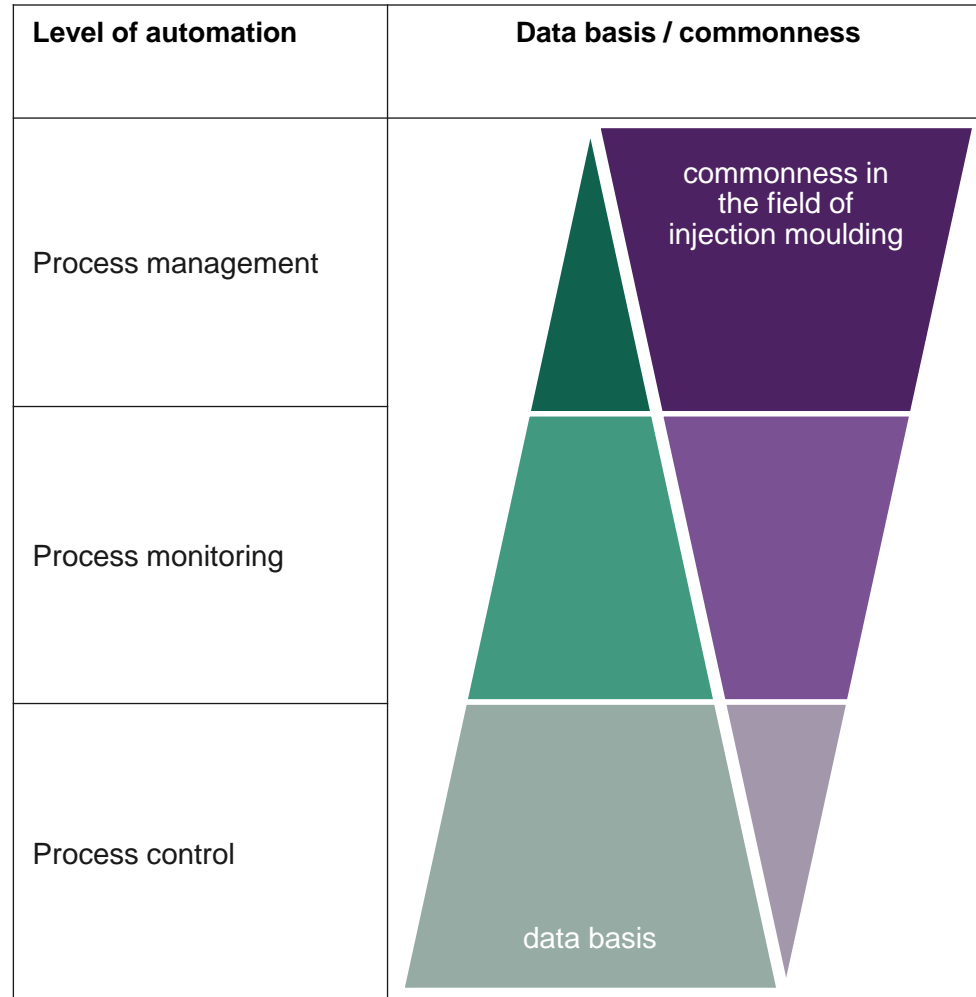 Level of automation
Data basis / commonness
Process management
commonness in
the field of
injection moulding
Process monitoring
Process control
data basis